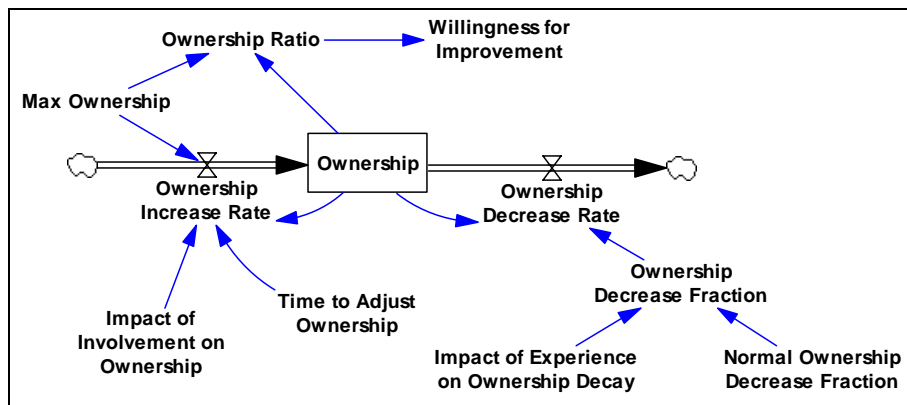 Ownership Ratio
Willingness for
Improvement
Max Ownership
Ownership
Ownership
Increase Rate
Ownership
Decrease Rate
Impact of
Involvement on
Ownership
Time to Adjust
Ownership
Ownership
Decrease Fraction
Impact of Experience
on Ownership Decay
Normal Ownership
Decrease Fraction